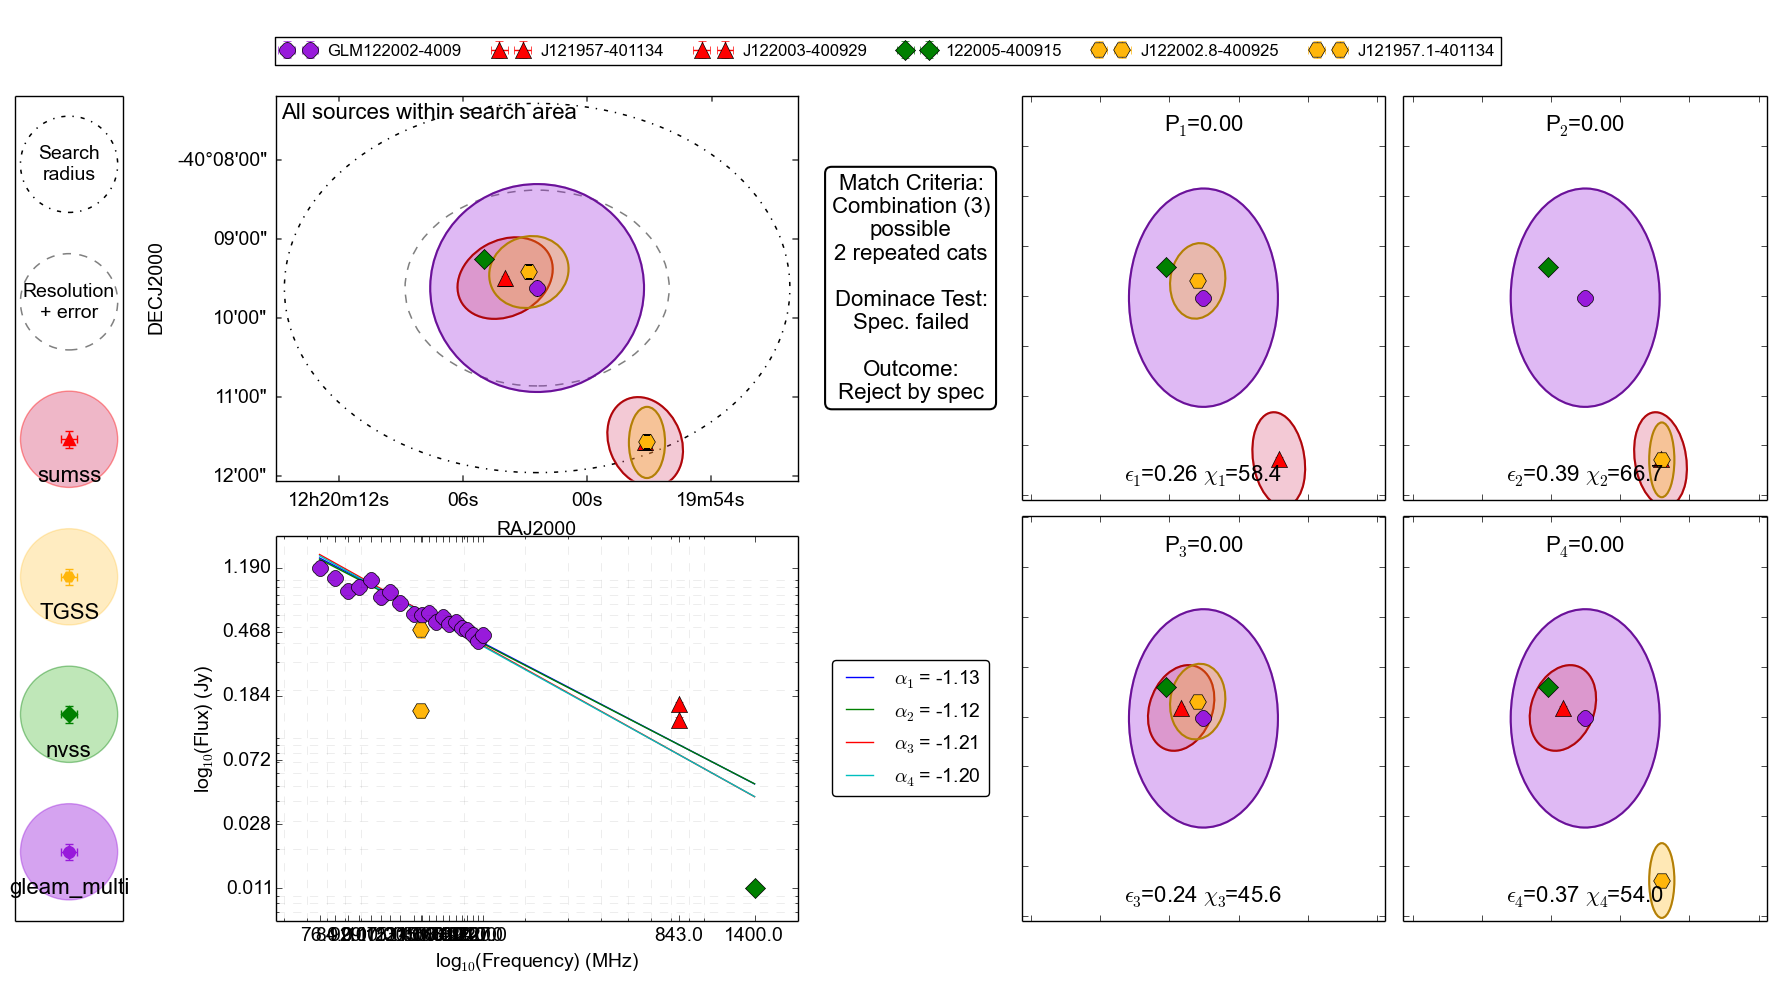 GLM122002-4009 J121957-401134 J122003-400929 122005-400915 J122002.8-400925 J121957.1-401134
Search
radius
Resolution
+ error
sumss
TGSS
nvss
gleam_multi
All sources within search area
DECJ2000
-40°08'00"
09'00"
10'00"
11'00"
12'00"
12h20m12s 06s 00s 19m54s
RAJ2000
Match Criteria:
Combination (3)
possible
2 repeated cats
Dominace Test:
Spec. failed
Outcome:
Reject by spec
P1=0.00
ϵ1=0.26 χ1=58.4
P2=0.00
ϵ2=0.39 χ2=66.7
log10(Flux) (Jy)
1.190
0.468
0.184
0.072
0.028
0.011
843.0 1400.0
log10(Frequency) (MHz)
α1 = -1.13
α2 = -1.12
α3 = -1.21
α4 = -1.20
P3=0.00
ϵ3=0.24 χ3=45.6
P4=0.00
ϵ4=0.37 χ4=54.0